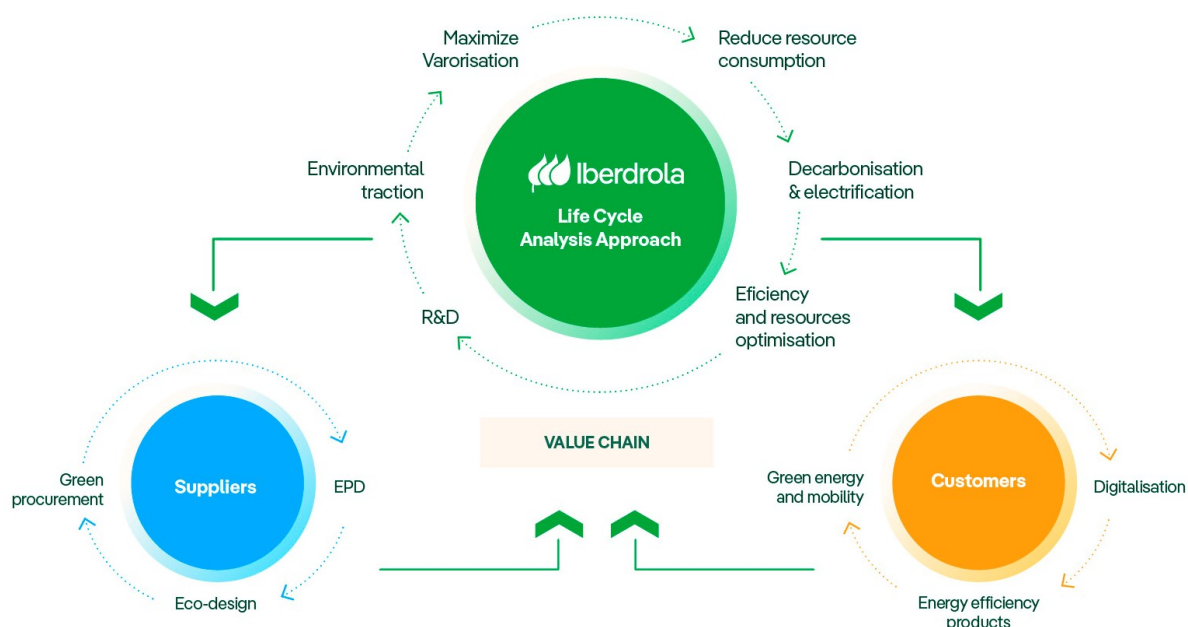 Maximize
Varorisation
Reduce resource
consumption
Environmental
traction
Iberdrola
Life Cycle
Analysis Approach
Decarbonisation
& electrification
R&D
Eficiency
and resources
optimisation
VALUE CHAIN
Green
procurement
Suppliers
EPD
Eco-design
Green energy
and mobility
Customers
Digitalisation
Energy efficiency
products